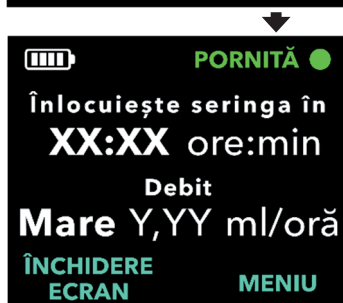 PORNITĂ
Înlocuiește seringa în
XX:XX ore:min
Debit
Mare Y,YY ml/oră
ÎNCHIDERE
ECRAN
MENIU